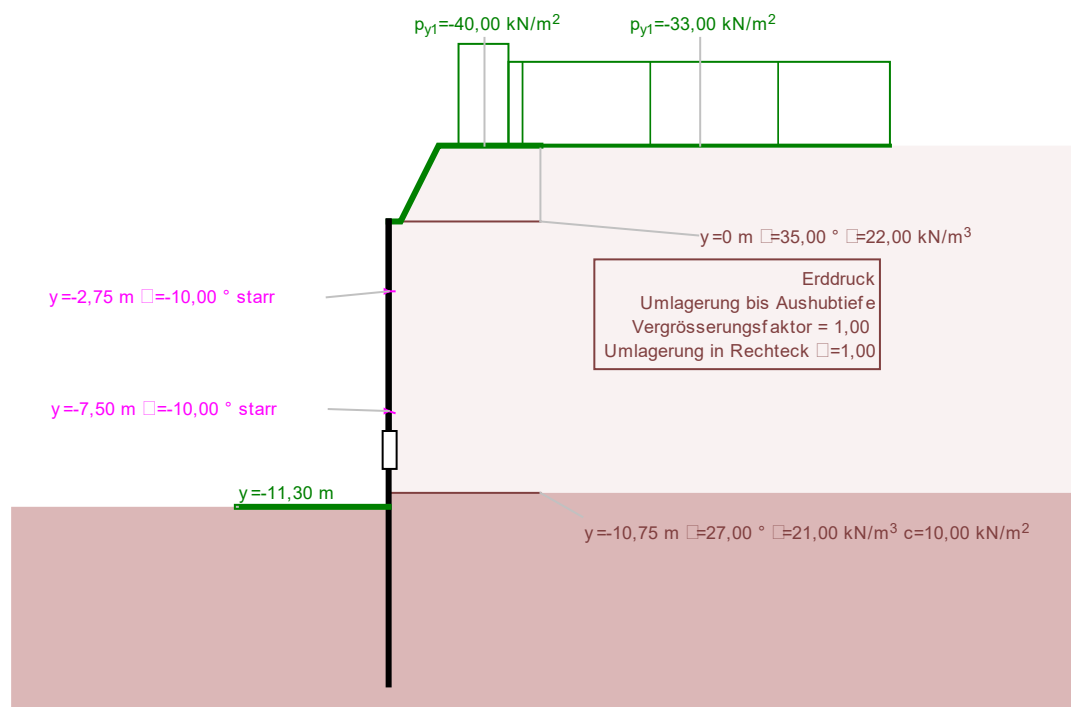 p_y1=-40,00 kN/m²
p_y1=-33,00 kN/m²
y=0 m □=35,00 ° □=22,00 kN/m³
Erddruck
Umlagerung bis Aushubtiefe
Vergrösserungsfaktor = 1,00
Umlagerung in Rechteck □=1,00
y=-2,75 m □=-10,00 ° starr
y=-7,50 m □=-10,00 ° starr
y=-11,30 m
y=-10,75 m □=27,00 ° □=21,00 kN/m³ c=10,00 kN/m²